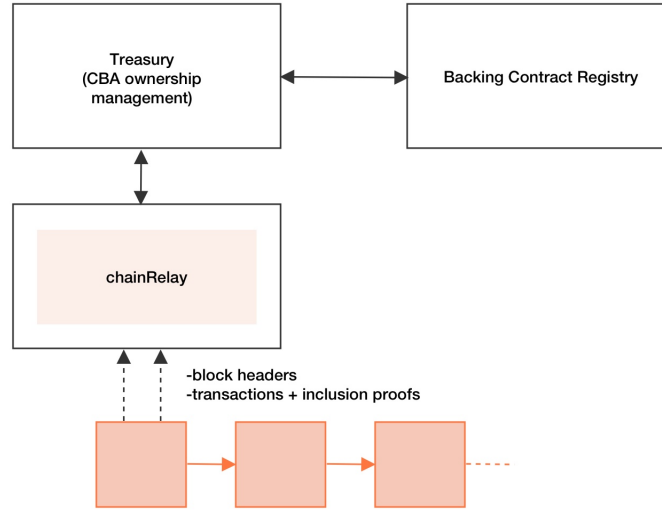 Treasury
(CBA ownership
management)
Backing Contract Registry
chainRelay
-block headers
-transactions + inclusion proofs